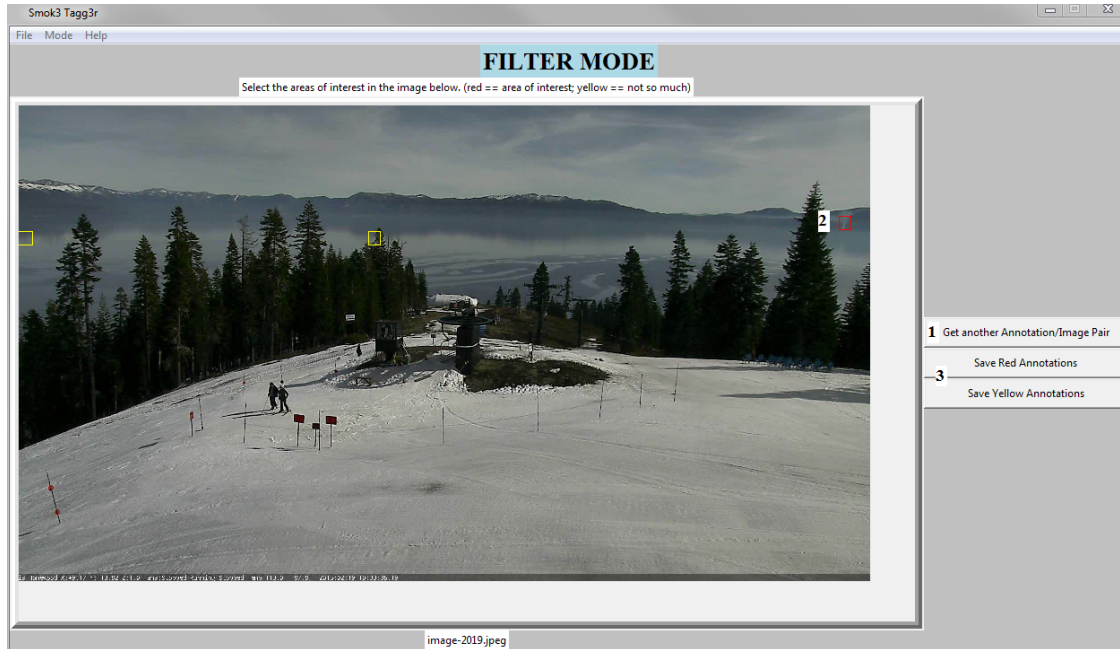 Smok3 Tagg3r
File Mode Help
FILTER MODE
Select the areas of interest in the image below. (red == area of interest; yellow == not so much)
2
1 Get another Annotation/Image Pair
Save Red Annotations
3
Save Yellow Annotations
image-2019.jpeg